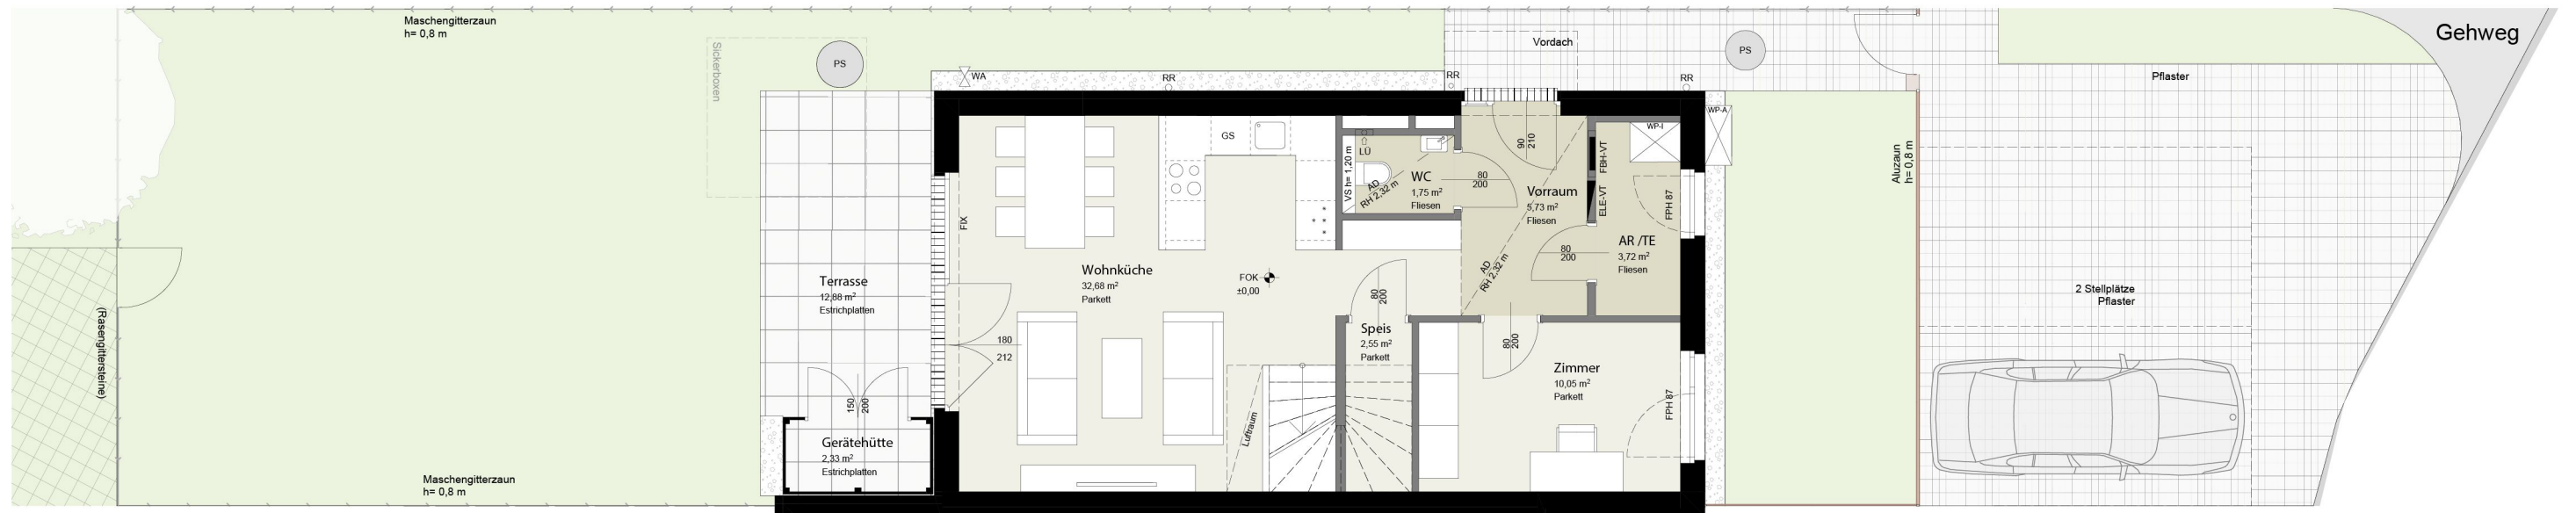 Maschengitterzaun
h= 0,8 m
Sickerboxen
PS
WA
RR
RR
Vordach
PS
RR
Gehweg
Pflaster
WP-A
WP-I
GS
LÜ
VS h= 1,20 m
AD
RH 2,32 m
WC
1,75 m²
Fliesen
80
200
90
210
Vorraum
5,73 m²
Fliesen
FBH-VT
ELE-VT
FPH 87
Aluzaun
h= 0,8 m
FIX
Wohnküche
32,68 m²
Parkett
FOK
±0,00
AD
RH 2,32 m
80
200
AR /TE
3,72 m²
Fliesen
Terrasse
12,88 m²
Estrichplatten
(Rasengittersteine)
2 Stellplätze
Pflaster
180
212
80
200
Speis
2,55 m²
Parkett
80
200
Zimmer
10,05 m²
Parkett
FPH 87
150
200
Luftraum
Gerätehütte
2,33 m²
Estrichplatten
Maschengitterzaun
h= 0,8 m